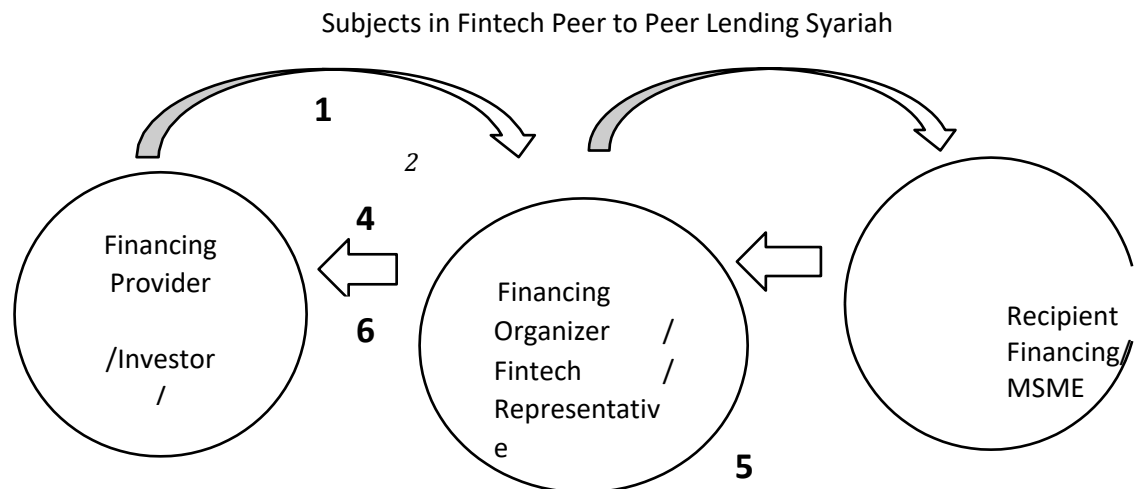 Subjects in Fintech Peer to Peer Lending Syariah
1
2
4
6
Financing
Provider
/Investor
/
Financing
Organizer /
Fintech /
Representativ
e
5
Recipient
Financing/
MSME